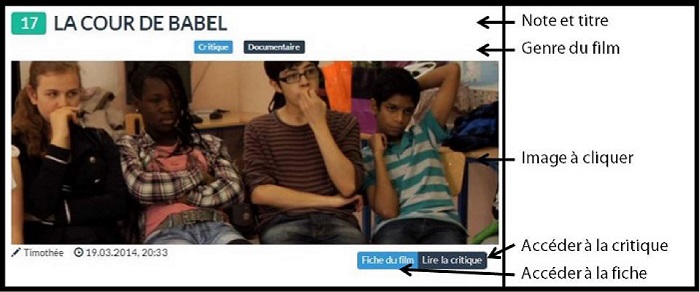 17 LA COUR DE BABEL
Note et titre
Critique Documentaire
Genre du film
Image à cliquer
Timothée 19.03.2014, 20:33
Fiche du film Lire la critique
Accéder à la critique
Accéder à la fiche